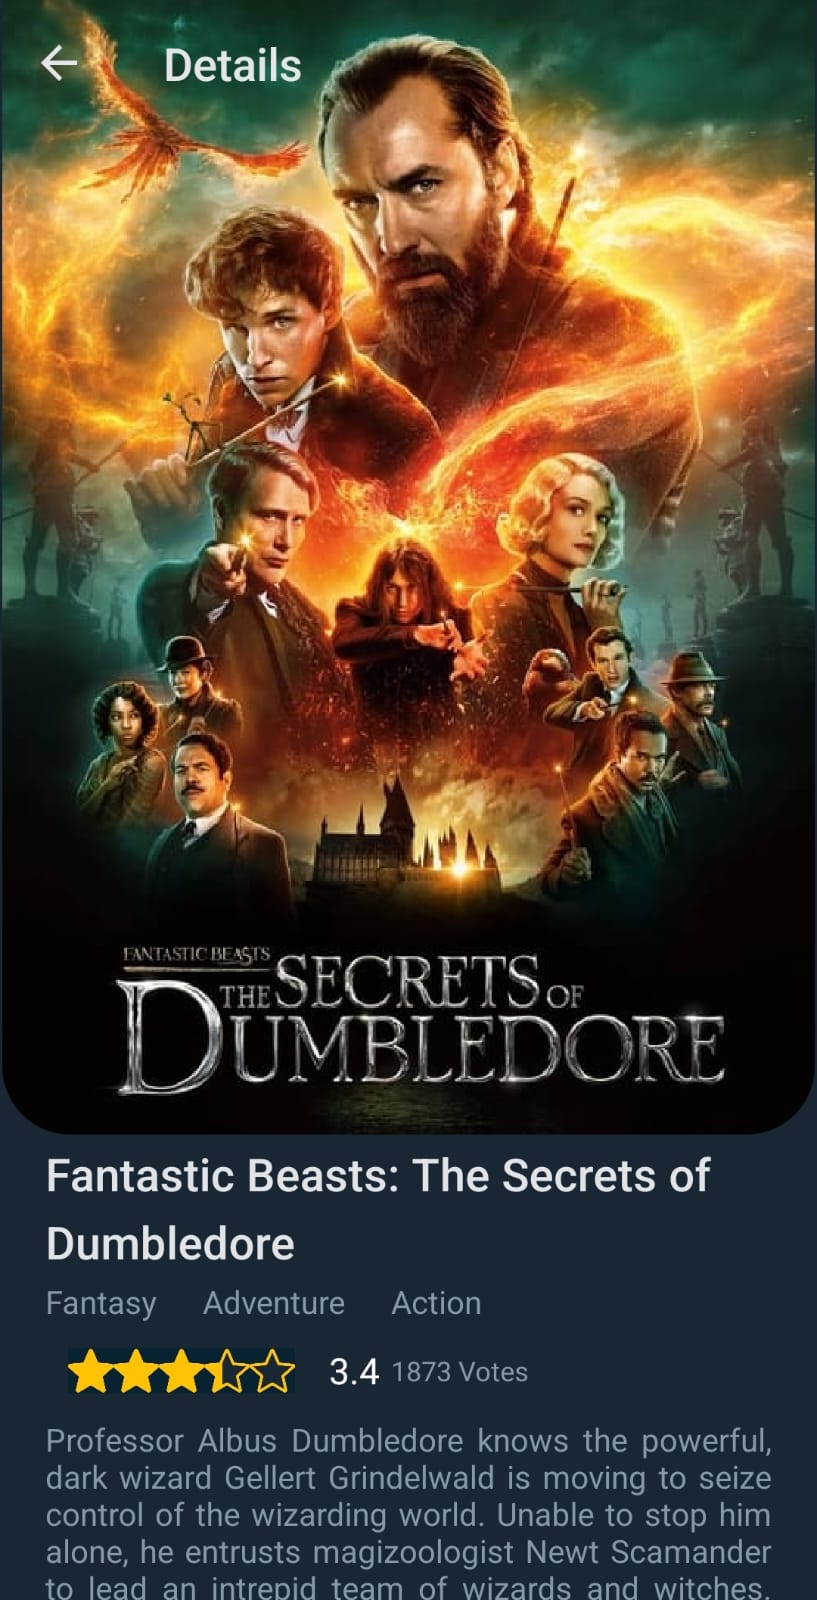 Details
FANTASTIC BEASTS
THE SECRETS OF
DUMBLEDORE
Fantastic Beasts: The Secrets of
Dumbledore
Fantasy Adventure Action
3.4 1873 Votes
Professor Albus Dumbledore knows the powerful,
dark wizard Gellert Grindelwald is moving to seize
control of the wizarding world. Unable to stop him
alone, he entrusts magizoologist Newt Scamander
to lead an intrepid team of wizards and witches.